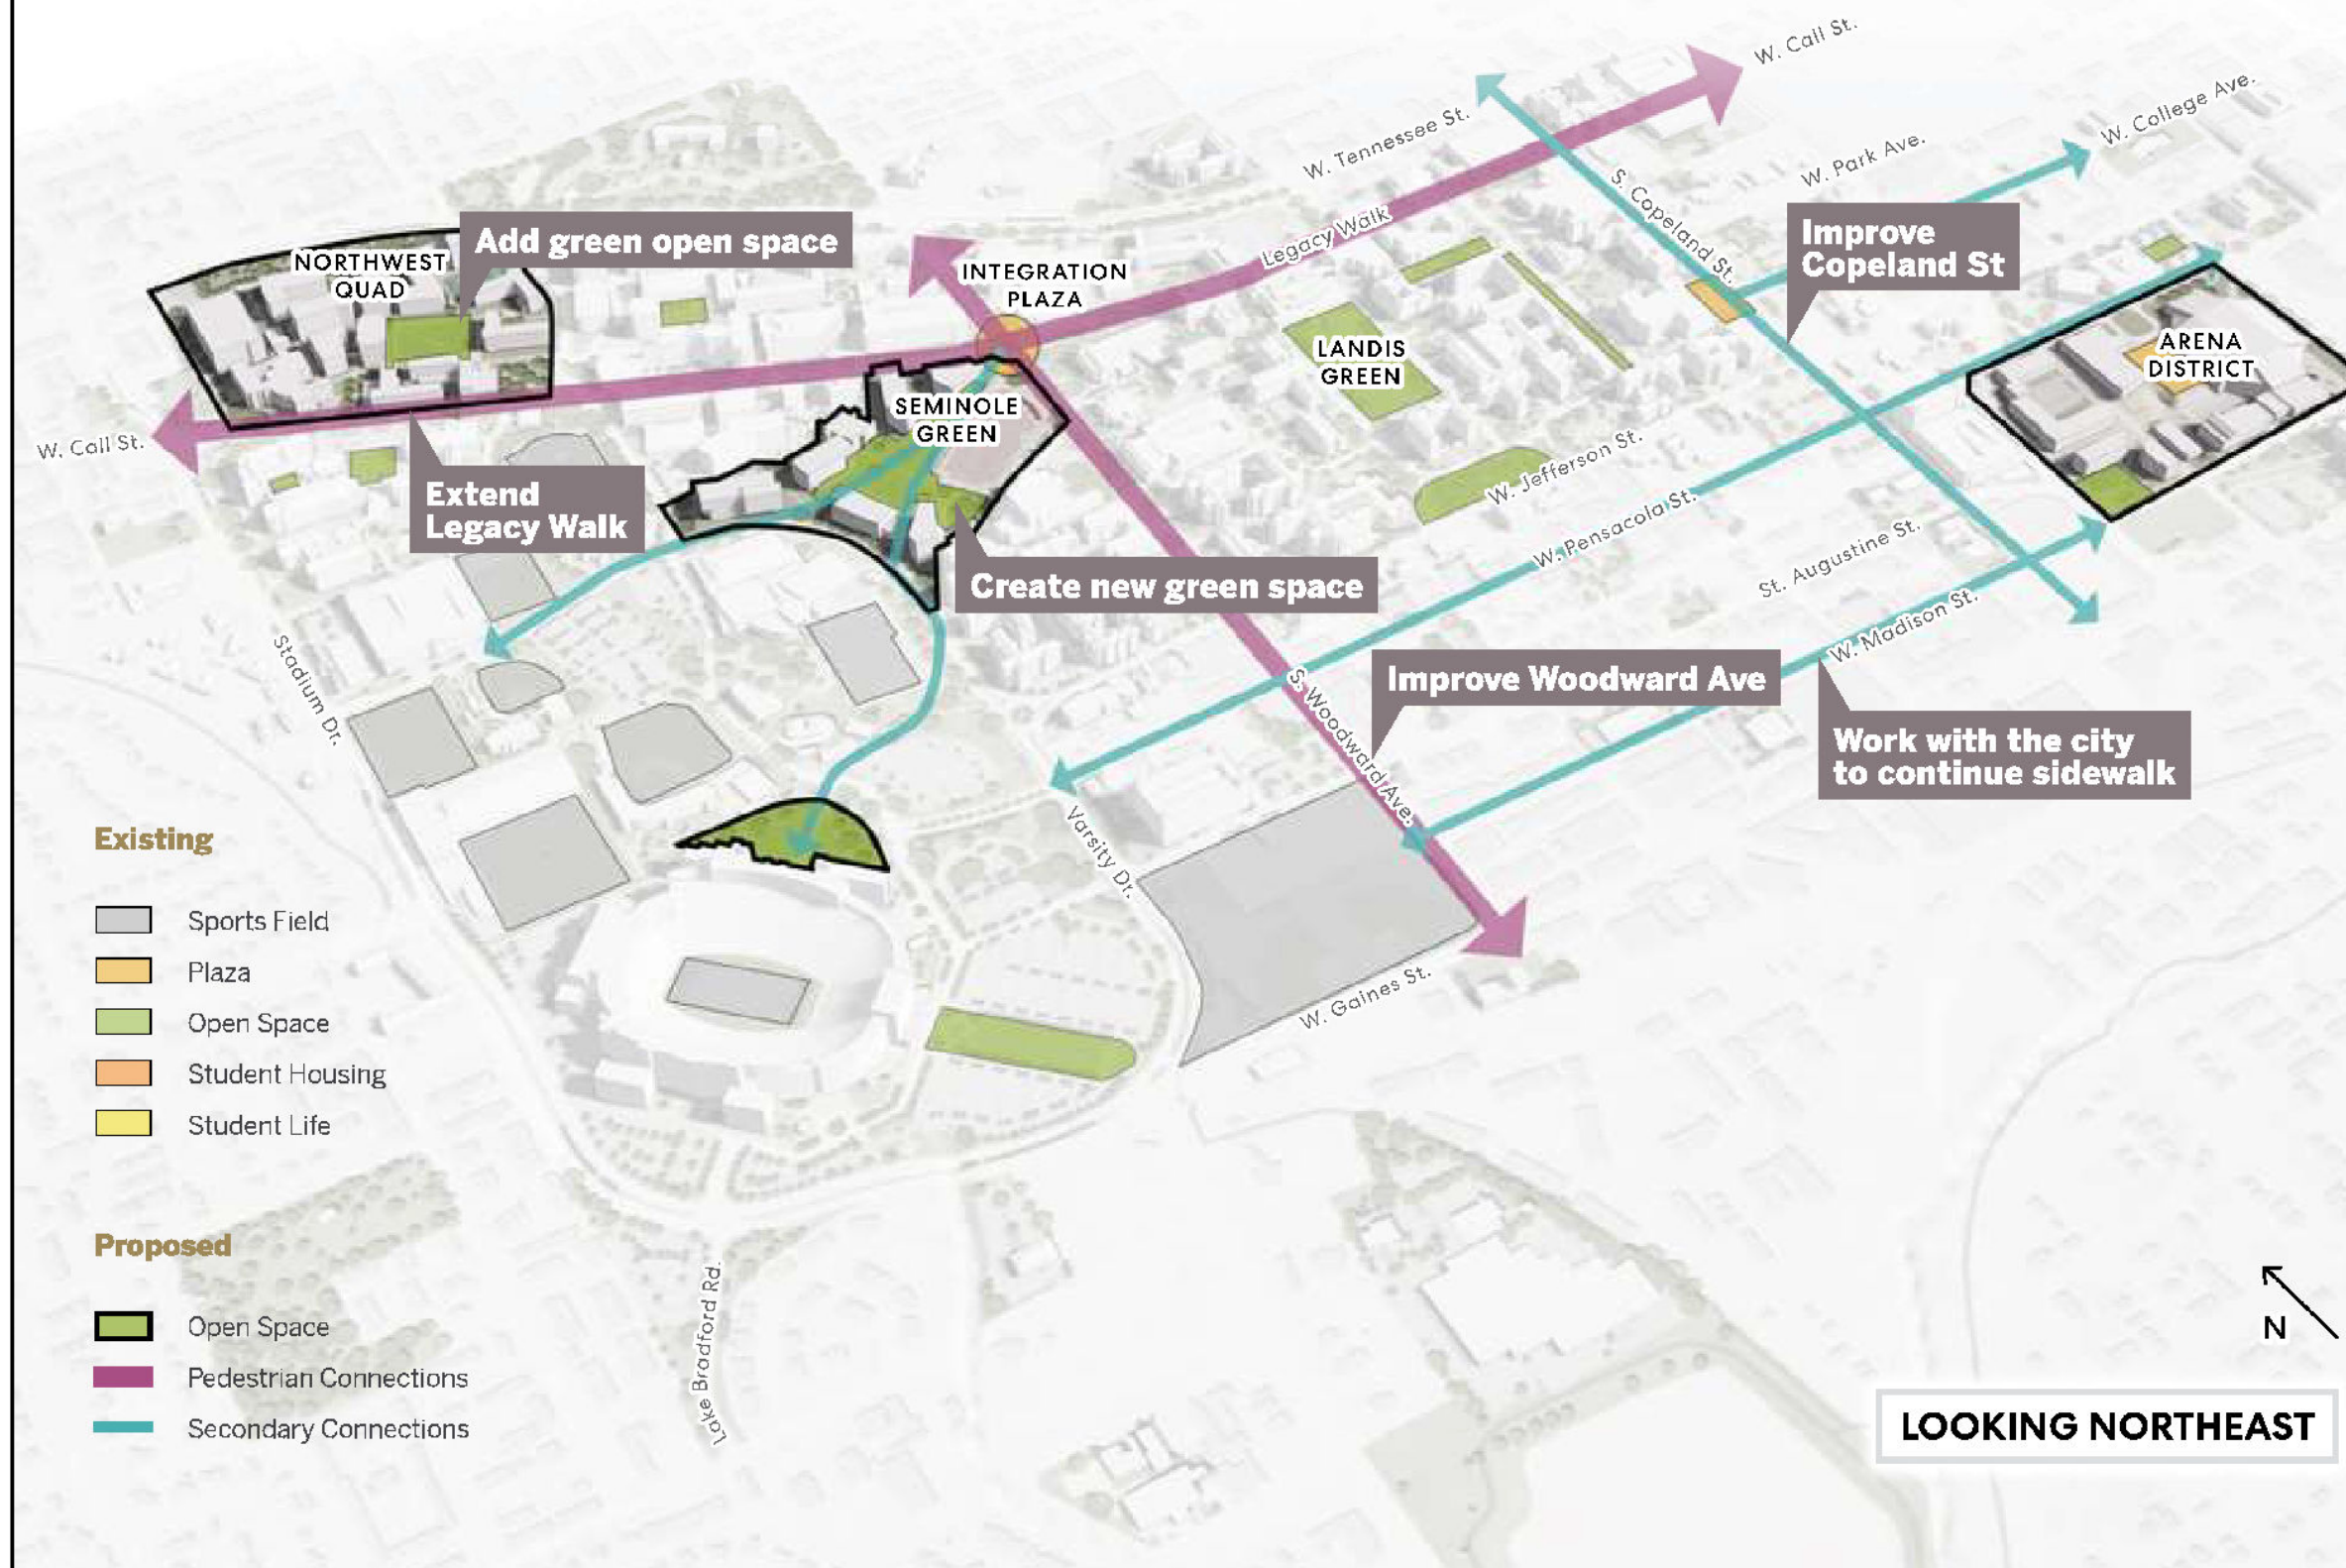 W. Call St.
W. College Ave.
W. Tennessee St.
W. Park Ave.
S. Copeland St.
Legacy Walk
Improve
Copeland St
Add green open space
NORTHWEST
QUAD
INTEGRATION
PLAZA
LANDIS
GREEN
ARENA
DISTRICT
SEMINOLE
GREEN
W. Call St.
Extend
Legacy Walk
W. Jefferson St.
W. Pensacola St.
St. Augustine St.
W. Madison St.
Create new green space
Stadium Dr.
S. Woodward Ave.
Improve Woodward Ave
Work with the city
to continue sidewalk
Varsity Dr.
W. Gaines St.
Existing
Sports Field
Plaza
Open Space
Student Housing
Student Life
Proposed
Open Space
Pedestrian Connections
Secondary Connections
Lake Bradford Rd.
N
LOOKING NORTHEAST